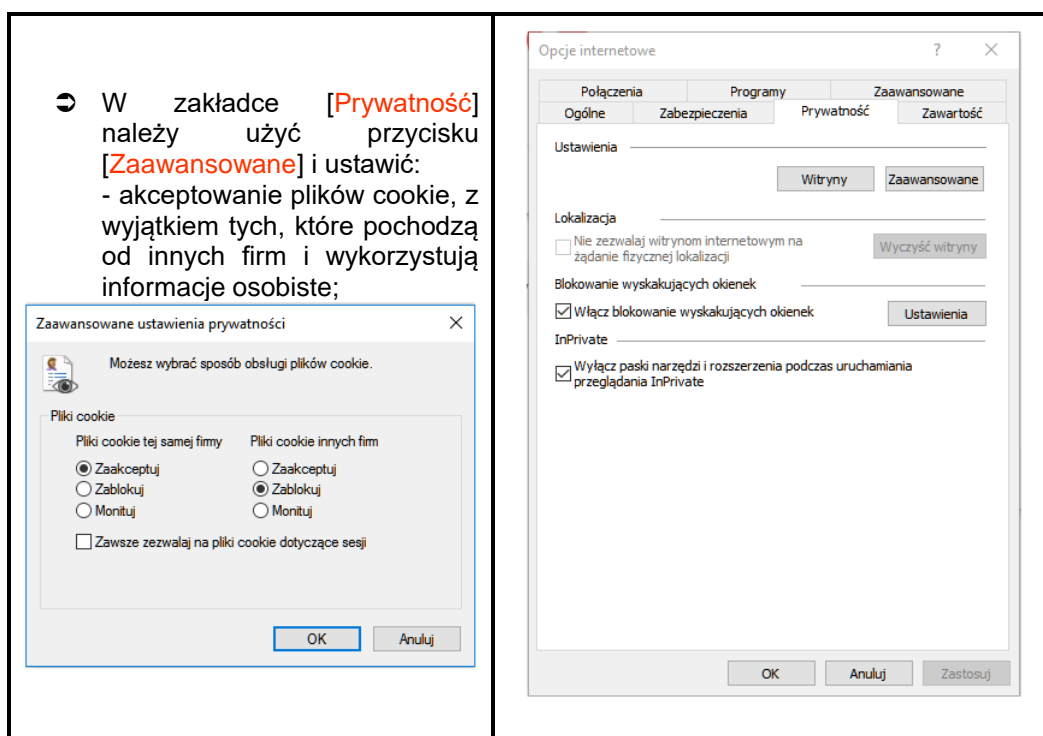 ➲ W zakładce [Prywatność]
należy użyć przycisku
[Zaawansowane] i ustawić:
- akceptowanie plików cookie, z
wyjątkiem tych, które pochodzą
od innych firm i wykorzystują
informacje osobiste;
Zaawansowane ustawienia prywatności
Możesz wybrać sposób obsługi plików cookie.
Pliki cookie
Pliki cookie tej samej firmy Pliki cookie innych firm
Zaakceptuj Zaakceptuj
Zablokuj Zablokuj
Monituj Monituj
Zawsze zezwalaj na pliki cookie dotyczące sesji
OK Anuluj
Opcje internetowe ?
Połączenia Programy Zaawansowane
Ogólne Zabezpieczenia Prywatność Zawartość
Ustawienia
Witryny Zaawansowane
Lokalizacja
Nie zezwalaj witrynom internetowym na
żądanie fizycznej lokalizacji
Wyczyść witryny
Blokowanie wyskakujących okienek
Włącz blokowanie wyskakujących okienek Ustawienia
InPrivate
Wyłącz paski narzędzi i rozszerzenia podczas uruchamiania
przeglądania InPrivate
OK Anuluj Zastosuj